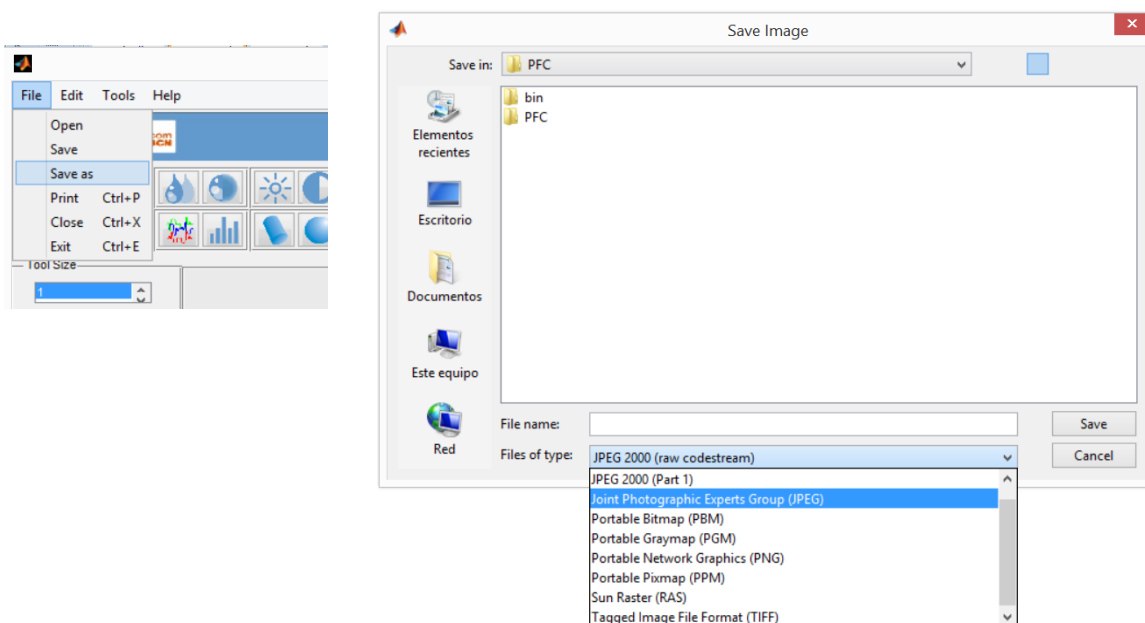 File Edit Tools Help
Open
Save
Save as
Print Ctrl+P
Close Ctrl+X
Exit Ctrl+E
com
BCN
Tool Size
1
Save Image
Save in: PFC
bin
PFC
Elementos
recientes
Escritorio
Documentos
Este equipo
Red
File name:
Save
Files of type: JPEG 2000 (raw codestream)
Cancel
JPEG 2000 (Part 1)
Joint Photographic Experts Group (JPEG)
Portable Bitmap (PBM)
Portable Graymap (PGM)
Portable Network Graphics (PNG)
Portable Pixmap (PPM)
Sun Raster (RAS)
Tagged Image File Format (TIFF)